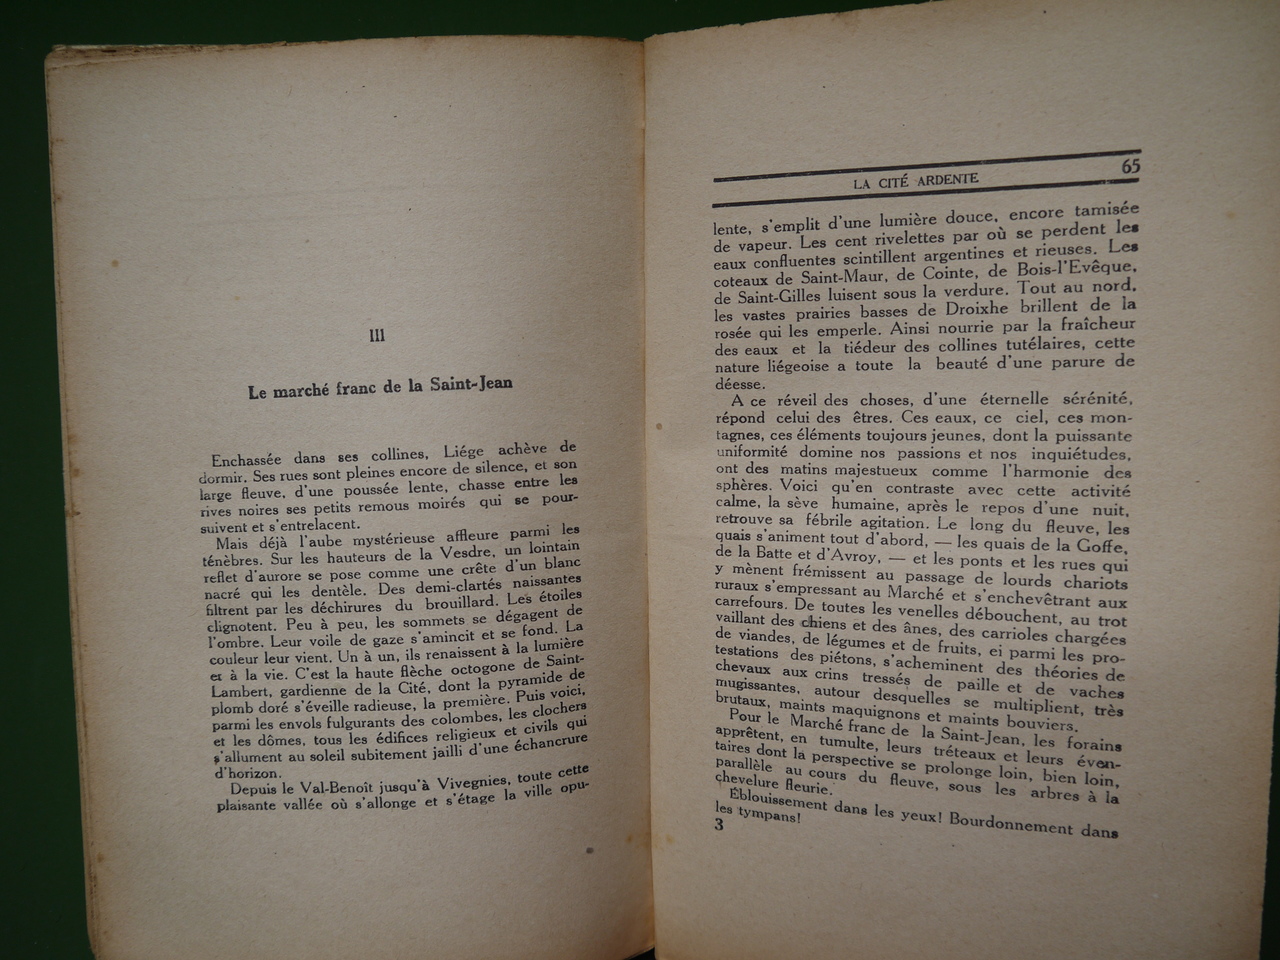 III
Le marché franc de la Saint-Jean
Enchassée dans ses collines, Liége achève de
dormir. Ses rues sont pleines encore de silence, et son
large fleuve, d'une poussée lente, chasse entre les
rives noires ses petits remous moirés qui se pour-
suivent et s'entrelacent.
Mais déjà l'aube mystérieuse affleure parmi les
ténèbres. Sur les hauteurs de la Vesdre, un lointain
reflet d'aurore se pose comme une crête d'un blanc
nacré qui les dentèle. Des demi-clartés naissantes
filtrent par les déchirures du brouillard. Les étoiles
clignotent. Peu à peu, les sommets se dégagent de
l'ombre. Leur voile de gaze s'amincit et se fond. La
couleur leur vient. Un à un, ils renaissent à la lumière
et à la vie. C'est la haute flèche octogone de Saint-
Lambert, gardienne de la Cité, dont la pyramide de
plomb doré s'éveille radieuse, la première. Puis voici,
parmi les envols fulgurants des colombes, les clochers
et les dômes, tous les édifices religieux et civils qui
s'allument au soleil subitement jailli d'une échancrure
d'horizon.
Depuis le Val-Benoît jusqu'à Vivegnies, toute cette
plaisante vallée où s'allonge et s'étage la ville opu-
LA CITÉ ARDENTE 65
lente, s'emplit d'une lumière douce, encore tamisée
de vapeur. Les cent rivelettes par où se perdent les
eaux confluentes scintillent argentines et rieuses. Les
coteaux de Saint-Maur, de Cointe, de Bois-l'Evêque,
de Saint-Gilles luisent sous la verdure. Tout au nord,
les vastes prairies basses de Droixhe brillent de la
rosée qui les emperle. Ainsi nourrie par la fraîcheur
des eaux et la tiédeur des collines tutélaires, cette
nature liégeoise a toute la beauté d'une parure de
déesse.
A ce réveil des choses, d'une éternelle sérénité,
répond celui des êtres. Ces eaux, ce ciel, ces mon-
tagnes, ces éléments toujours jeunes, dont la puissante
uniformité domine nos passions et nos inquiétudes,
ont des matins majestueux comme l'harmonie des
sphères. Voici qu'en contraste avec cette activité
calme, la sève humaine, après le repos d'une nuit,
retrouve sa fébrile agitation. Le long du fleuve, les
quais s'animent tout d'abord, — les quais de la Goffe,
de la Batte et d'Avroy, — et les ponts et les rues qui
y mènent frémissent au passage de lourds chariots
ruraux s'empressant au Marché et s'enchevêtrant aux
carrefours. De toutes les venelles débouchent, au trot
vaillant des chiens et des ânes, des carrioles chargées
de viandes, de légumes et de fruits, ei parmi les pro-
testations des piétons, s'acheminent des théories de
chevaux aux crins tressés de paille et de vaches
mugissantes, autour desquelles se multiplient, très
brutaux, maints maquignons et maints bouviers.
Pour le Marché franc de la Saint-Jean, les forains
apprêtent, en tumulte, leurs tréteaux et leurs éven-
taires dont la perspective se prolonge loin, bien loin,
parallèle au cours du fleuve, sous les arbres à la
chevelure fleurie.
Éblouissement dans les yeux! Bourdonnement dans
les tympans!
3